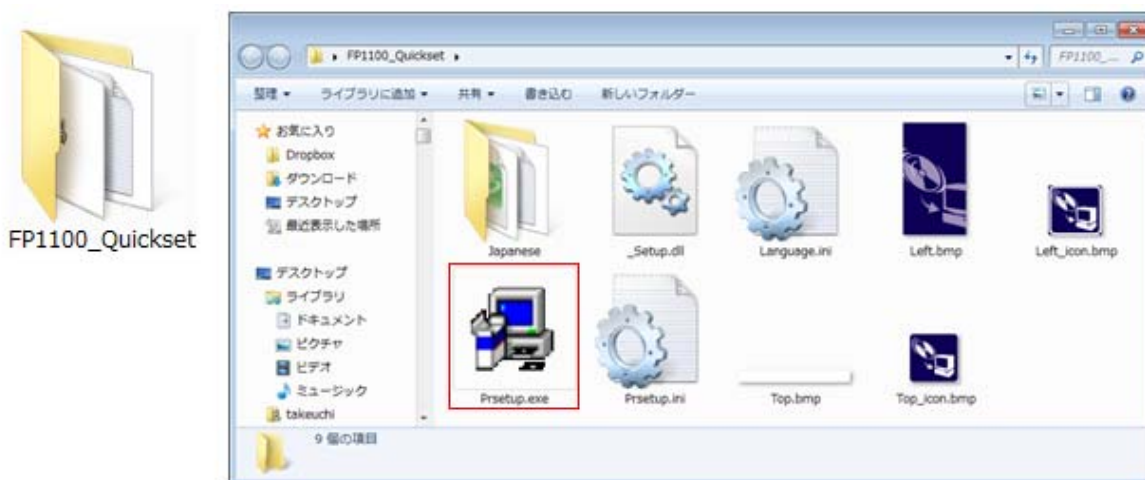 FP1100_Quickset
FP1100_Quickset
FP1100_...
整理
ライブラリに追加
共有
書き込む
新しいフォルダー
お気に入り
Dropbox
ダウンロード
デスクトップ
最近表示した場所
デスクトップ
ライブラリ
ドキュメント
ピクチャ
ビデオ
ミュージック
takeuchi
Japanese
_Setup.dll
Language.ini
Left.bmp
Left_icon.bmp
Prsetup.exe
Prsetup.ini
Top.bmp
Top_icon.bmp
9 個の項目